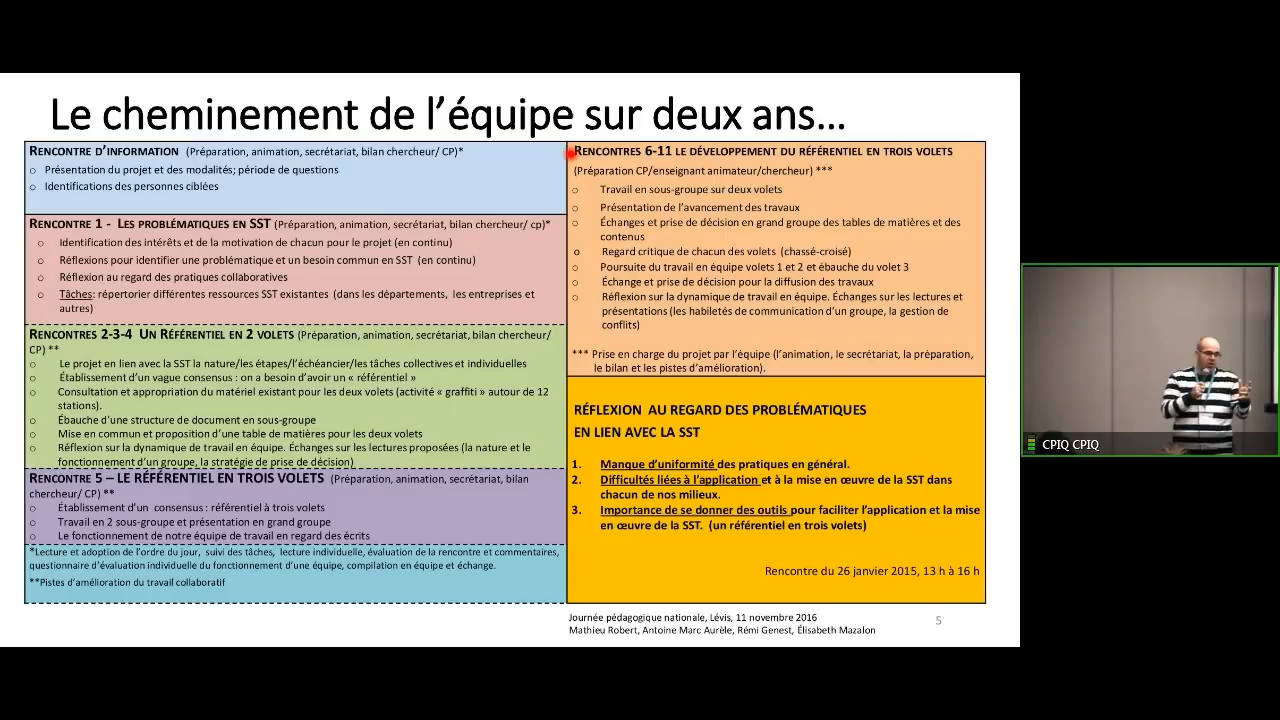 Le cheminement de l’équipe sur deux ans…
RENCONTRE D’INFORMATION (Préparation, animation, secrétariat, bilan chercheur/ CP)*
o Présentation du projet et des modalités; période de questions
o Identifications des personnes ciblées
RENCONTRE 1 - LES PROBLÉMATIQUES EN SST (Préparation, animation, secrétariat, bilan chercheur/ cp)*
o Identification des intérêts et de la motivation de chacun pour le projet (en continu)
o Réflexions pour identifier une problématique et un besoin commun en SST (en continu)
o Réflexion au regard des pratiques collaboratives
o Tâches: répertorier différentes ressources SST existantes (dans les départements, les entreprises et
autres)
RENCONTRES 2-3-4 UN RÉFÉRENTIEL EN 2 VOLETS (Préparation, animation, secrétariat, bilan chercheur/
CP) **
o Le projet en lien avec la SST la nature/les étapes/l’échéancier/les tâches collectives et individuelles
o Établissement d’un vague consensus : on a besoin d’avoir un « référentiel »
o Consultation et appropriation du matériel existant pour les deux volets (activité « graffiti » autour de 12
stations).
o Ébauche d’une structure de document en sous-groupe
o Mise en commun et proposition d’une table de matières pour les deux volets
o Réflexion sur la dynamique de travail en équipe. Échanges sur les lectures proposées (la nature et le
fonctionnement d’un groupe, la stratégie de prise de décision)
RENCONTRE 5 – LE RÉFÉRENTIEL EN TROIS VOLETS (Préparation, animation, secrétariat, bilan
chercheur/ CP) **
o Établissement d’un consensus : référentiel à trois volets
o Travail en 2 sous-groupe et présentation en grand groupe
o Le fonctionnement de notre équipe de travail en regard des écrits
*Lecture et adoption de l’ordre du jour, suivi des tâches, lecture individuelle, évaluation de la rencontre et commentaires,
questionnaire d’évaluation individuelle du fonctionnement d’une équipe, compilation en équipe et échange.
**Pistes d’amélioration du travail collaboratif
RENCONTRES 6-11 LE DÉVELOPPEMENT DU RÉFÉRENTIEL EN TROIS VOLETS
(Préparation CP/enseignant animateur/chercheur) ***
o Travail en sous-groupe sur deux volets
o Présentation de l’avancement des travaux
o Échanges et prise de décision en grand groupe des tables de matières et des
contenus
o Regard critique de chacun des volets (chassé-croisé)
o Poursuite du travail en équipe volets 1 et 2 et ébauche du volet 3
o Échange et prise de décision pour la diffusion des travaux
o Réflexion sur la dynamique de travail en équipe. Échanges sur les lectures et
présentations (les habiletés de communication d’un groupe, la gestion de
conflits)
*** Prise en charge du projet par l’équipe (l’animation, le secrétariat, la préparation,
le bilan et les pistes d’amélioration).
RÉFLEXION AU REGARD DES PROBLÉMATIQUES
EN LIEN AVEC LA SST
1. Manque d’uniformité des pratiques en général.
2. Difficultés liées à l’application et à la mise en œuvre de la SST dans
chacun de nos milieux.
3. Importance de se donner des outils pour faciliter l’application et la mise
en œuvre de la SST. (un référentiel en trois volets)
Rencontre du 26 janvier 2015, 13 h à 16 h
Journée pédagogique nationale, Lévis, 11 novembre 2016
Mathieu Robert, Antoine Marc Aurèle, Rémi Genest, Élisabeth Mazalon
5
CPIQ CPIQ